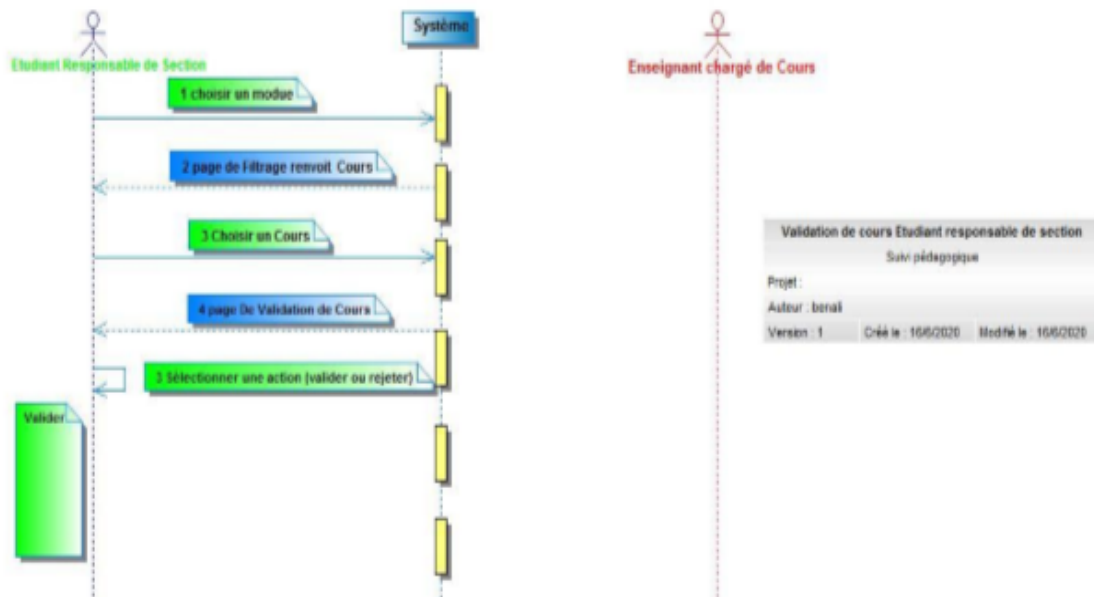 Système
Etudiant Responsable de Section
Enseignant chargé de Cours
1 choisir un modue
2 page de Filtrage renvoit Cours
3 Choisir un Cours
4 page De Validation de Cours
3 Sélectionner une action (valider ou rejeter)
Valider
Validation de cours Etudiant responsable de section
Suivi pédagogique
Projet :
Auteur : benali
Version : 1 Créé le : 16/6/2020 Modifié le : 16/6/2020